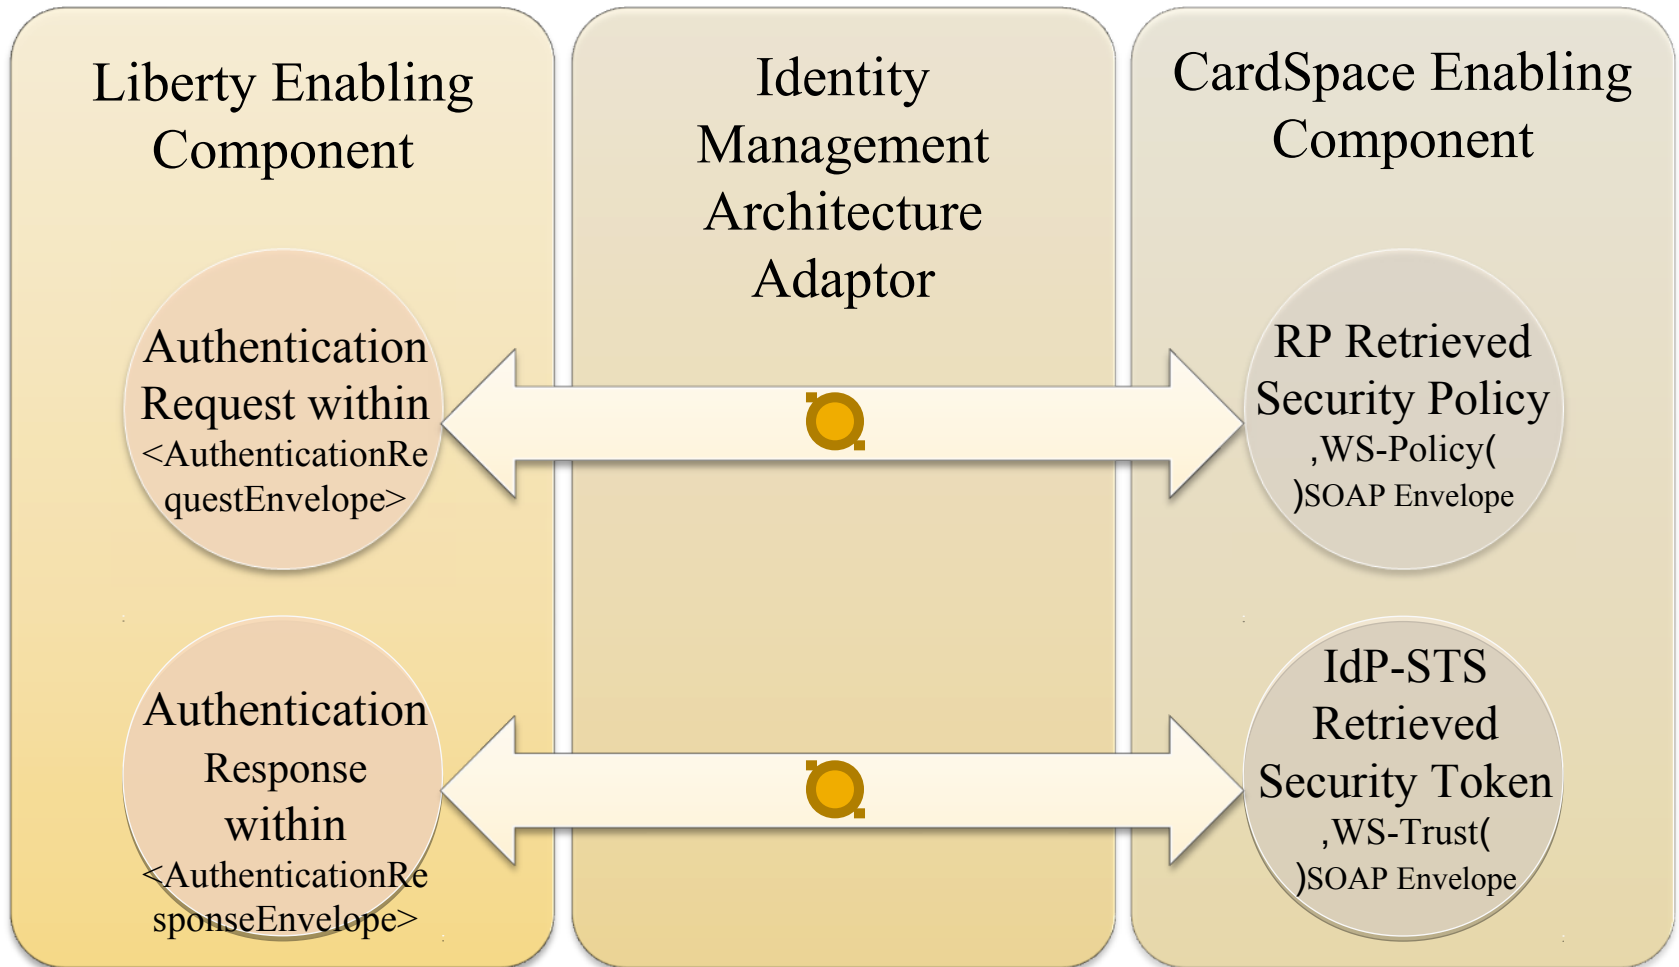 Liberty Enabling
Component
Authentication
Request within
<AuthenticationRe
questEnvelope>
Authentication
Response
within
<AuthenticationRe
sponseEnvelope>
Identity
Management
Architecture
Adaptor
CardSpace Enabling
Component
RP Retrieved
Security Policy
,WS-Policy(
)SOAP Envelope
IdP-STS
Retrieved
Security Token
,WS-Trust(
)SOAP Envelope